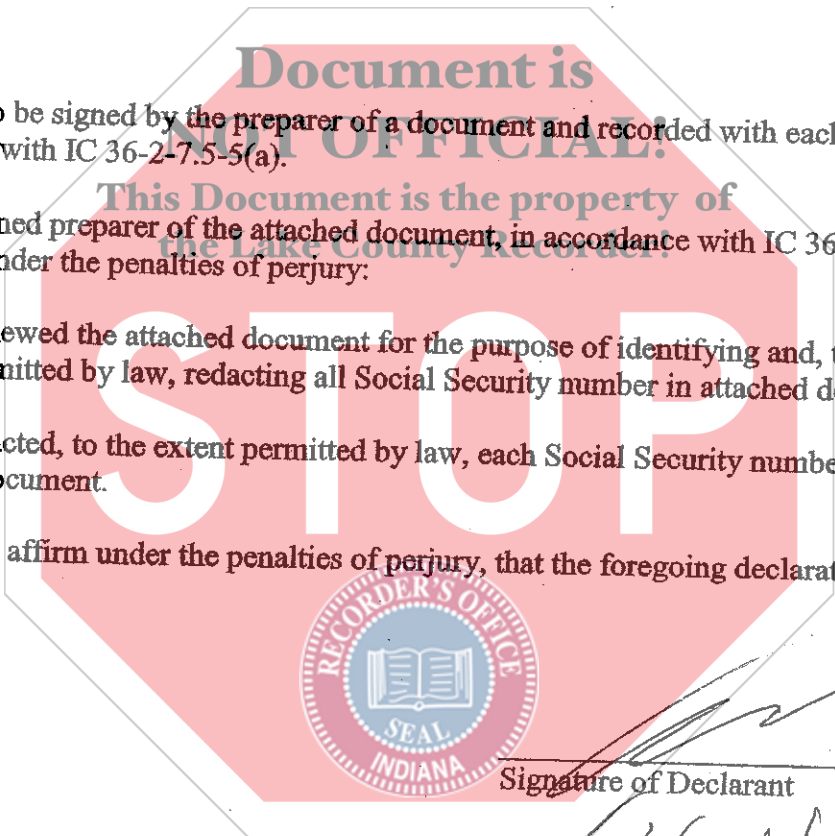 Document is
be signed by the preparer of a document and recorded with each
NOT OFFICIAL!
with IC 36-2-7.5-5(a).
This Document is the property of
ned preparer of the attached document, in accordance with IC 36
the Lake County Recorder!
nder the penalties of perjury:
STOP
ewed the attached document for the purpose of identifying and,
mitted by law, redacting all Social Security number in attached d
cted, to the extent permitted by law, each Social Security numbe
ocument.
affirm under the penalties of perjury, that the foregoing declarat
RECORDER'S OFFICE
SEAL
INDIANA
Signature of Declarant